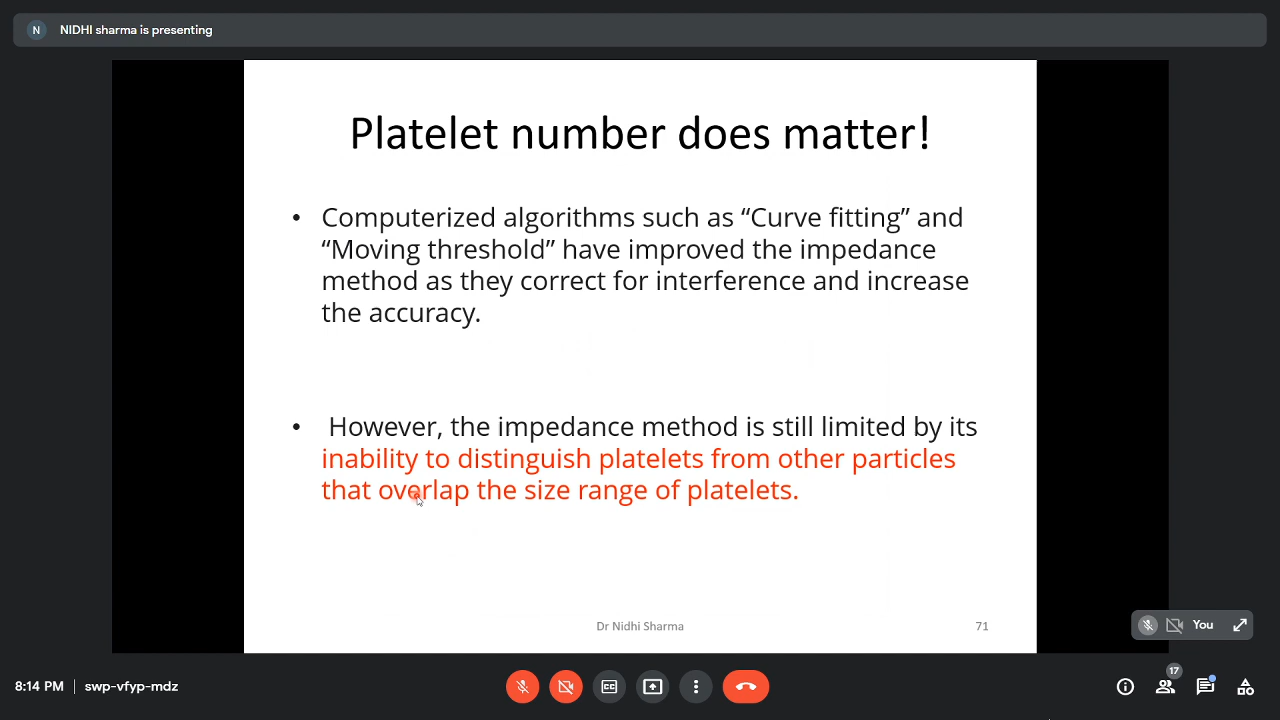 N NIDHI sharma is presenting
Platelet number does matter!
• Computerized algorithms such as “Curve fitting” and
“Moving threshold” have improved the impedance
method as they correct for interference and increase
the accuracy.
• However, the impedance method is still limited by its
inability to distinguish platelets from other particles
that overlap the size range of platelets.
Dr Nidhi Sharma 71
You
8:14 PM | swp-vfyp-mdz
CC
17